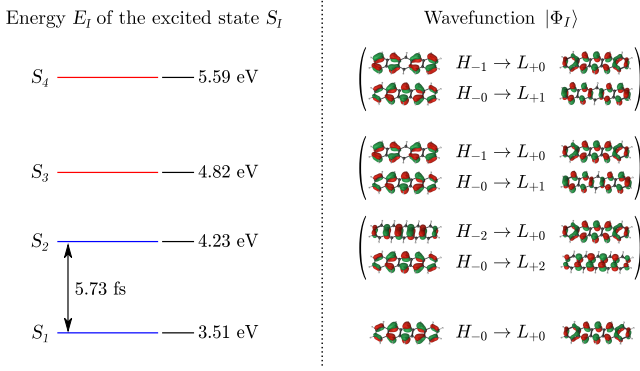 Energy E_I of the excited state S_I
Wavefunction |Φ_I⟩
S_4 5.59 eV
H_{-1} → L_{+0}
H_{-0} → L_{+1}
S_3 4.82 eV
H_{-1} → L_{+0}
H_{-0} → L_{+1}
S_2 4.23 eV
H_{-2} → L_{+0}
H_{-0} → L_{+2}
5.73 fs
S_1 3.51 eV
H_{-0} → L_{+0}